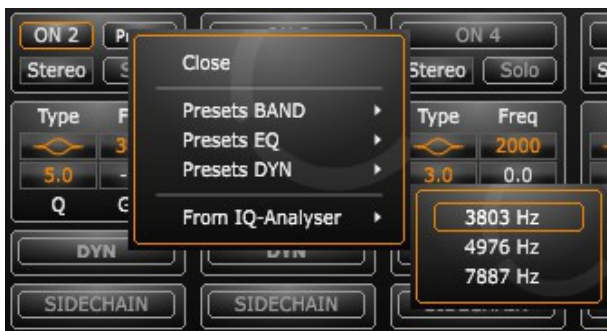 ON 2
ON 4
Stereo
Stereo Solo
Close
Type
Type Freq
Presets BAND
Presets EQ
Presets DYN
2000
5.0
3.0 0.0
Q
From IQ-Analyser
3803 Hz
4976 Hz
7887 Hz
DYN
DYN
SIDECHAIN
SIDECHAIN